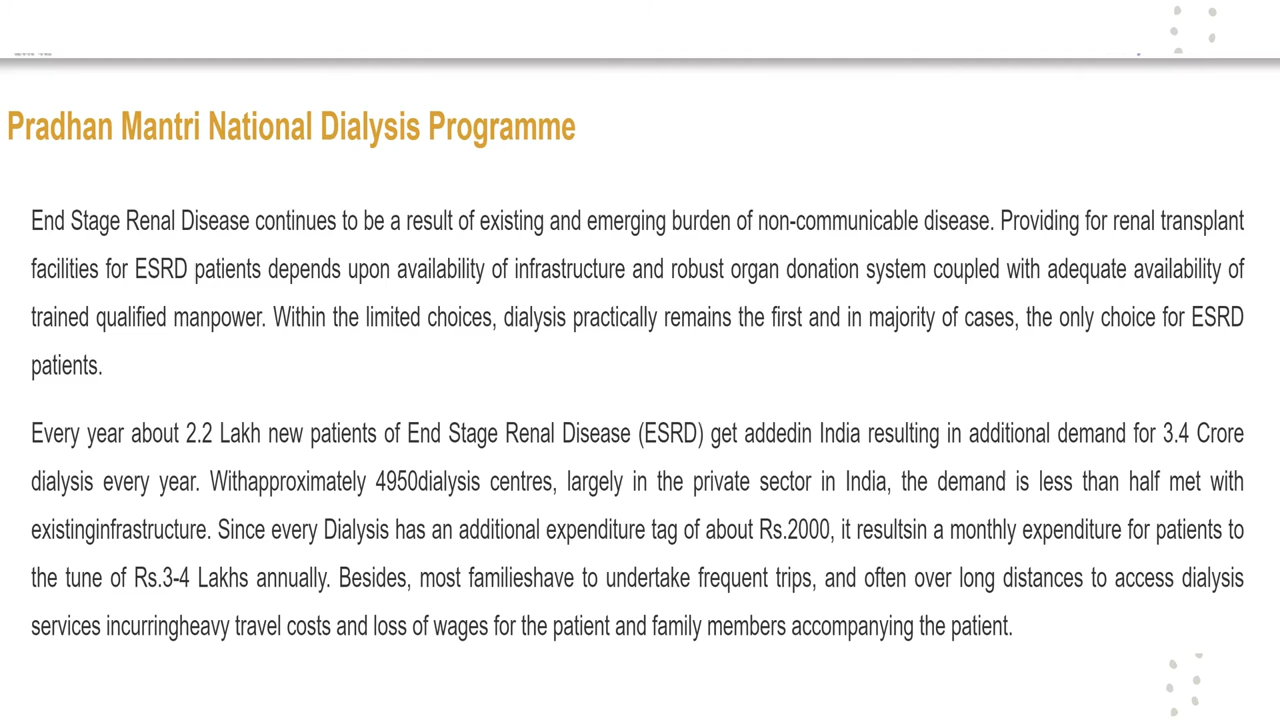 Pradhan Mantri National Dialysis Programme
End Stage Renal Disease continues to be a result of existing and emerging burden of non-communicable disease. Providing for renal transplant
facilities for ESRD patients depends upon availability of infrastructure and robust organ donation system coupled with adequate availability of
trained qualified manpower. Within the limited choices, dialysis practically remains the first and in majority of cases, the only choice for ESRD
patients.
Every year about 2.2 Lakh new patients of End Stage Renal Disease (ESRD) get addedin India resulting in additional demand for 3.4 Crore
dialysis every year. Withapproximately 4950dialysis centres, largely in the private sector in India, the demand is less than half met with
existinginfrastructure. Since every Dialysis has an additional expenditure tag of about Rs.2000, it resultsin a monthly expenditure for patients to
the tune of Rs.3-4 Lakhs annually. Besides, most familieshave to undertake frequent trips, and often over long distances to access dialysis
services incurringheavy travel costs and loss of wages for the patient and family members accompanying the patient.